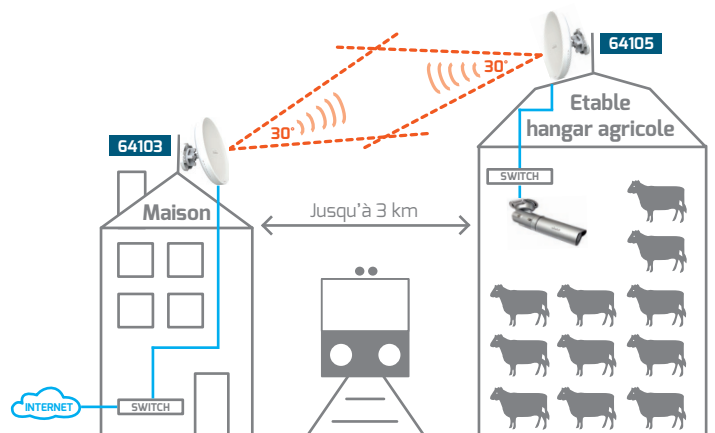 64105
30°
30°
Etable
hangar agricole
64103
SWITCH
Maison
Jusqu'à 3 km
INTERNET
SWITCH